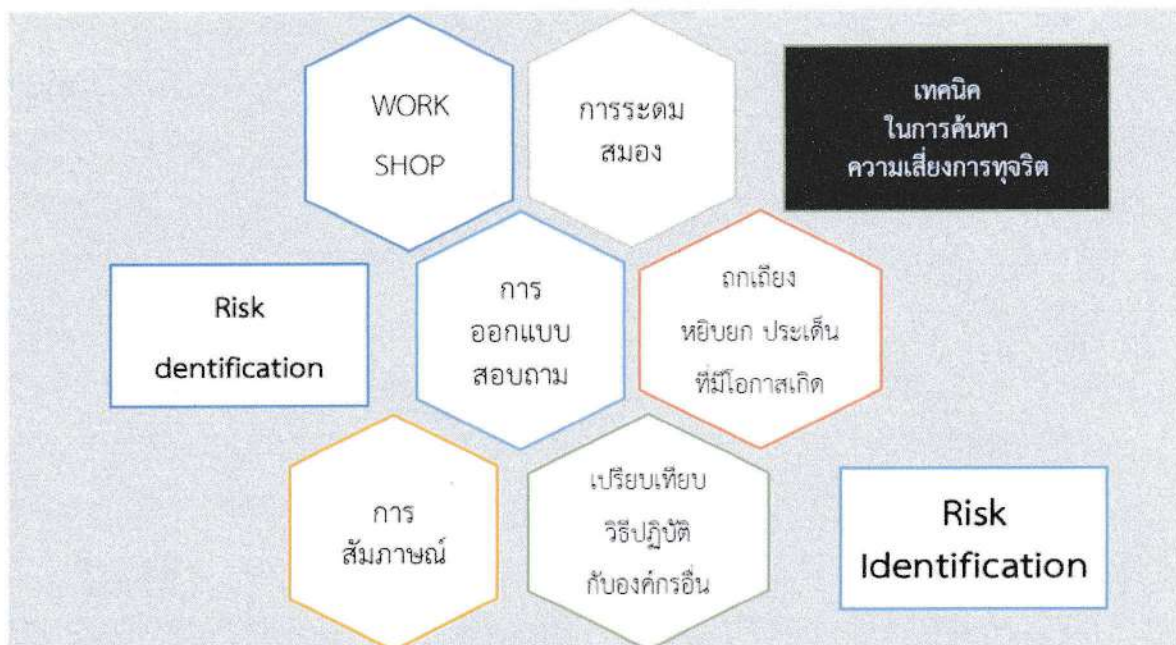 WORK
SHOP
การระดม
สมอง
เทคนิค
ในการค้นหา
ความเสี่ยงการทุจริต
Risk
dentification
การ
ออกแบบ
สอบถาม
ถกเถียง
หยิบยก ประเด็น
ที่มีโอกาสเกิด
การ
สัมภาษณ์
เปรียบเทียบ
วิธีปฏิบัติ
กับองค์กรอื่น
Risk
Identification